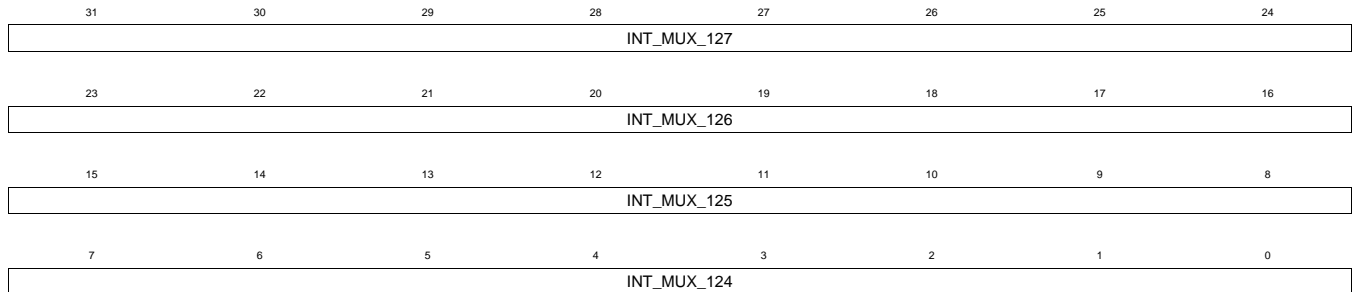 31 30 29 28 27 26 25 24
INT_MUX_127
23 22 21 20 19 18 17 16
INT_MUX_126
15 14 13 12 11 10 9 8
INT_MUX_125
7 6 5 4 3 2 1 0
INT_MUX_124